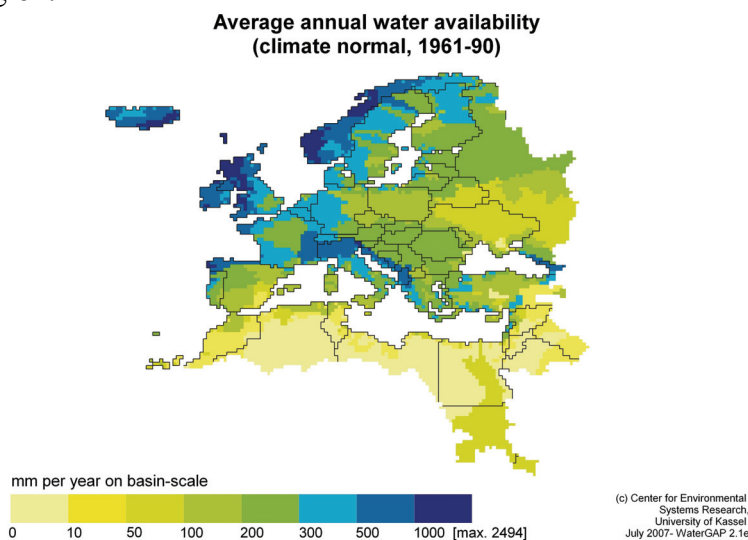 Average annual water availability
(climate normal, 1961-90)
mm per year on basin-scale
0 10 50 100 200 300 500 1000 [max. 2494]
(c) Center for Environmental
Systems Research,
University of Kassel
July 2007- WaterGAP 2.1e